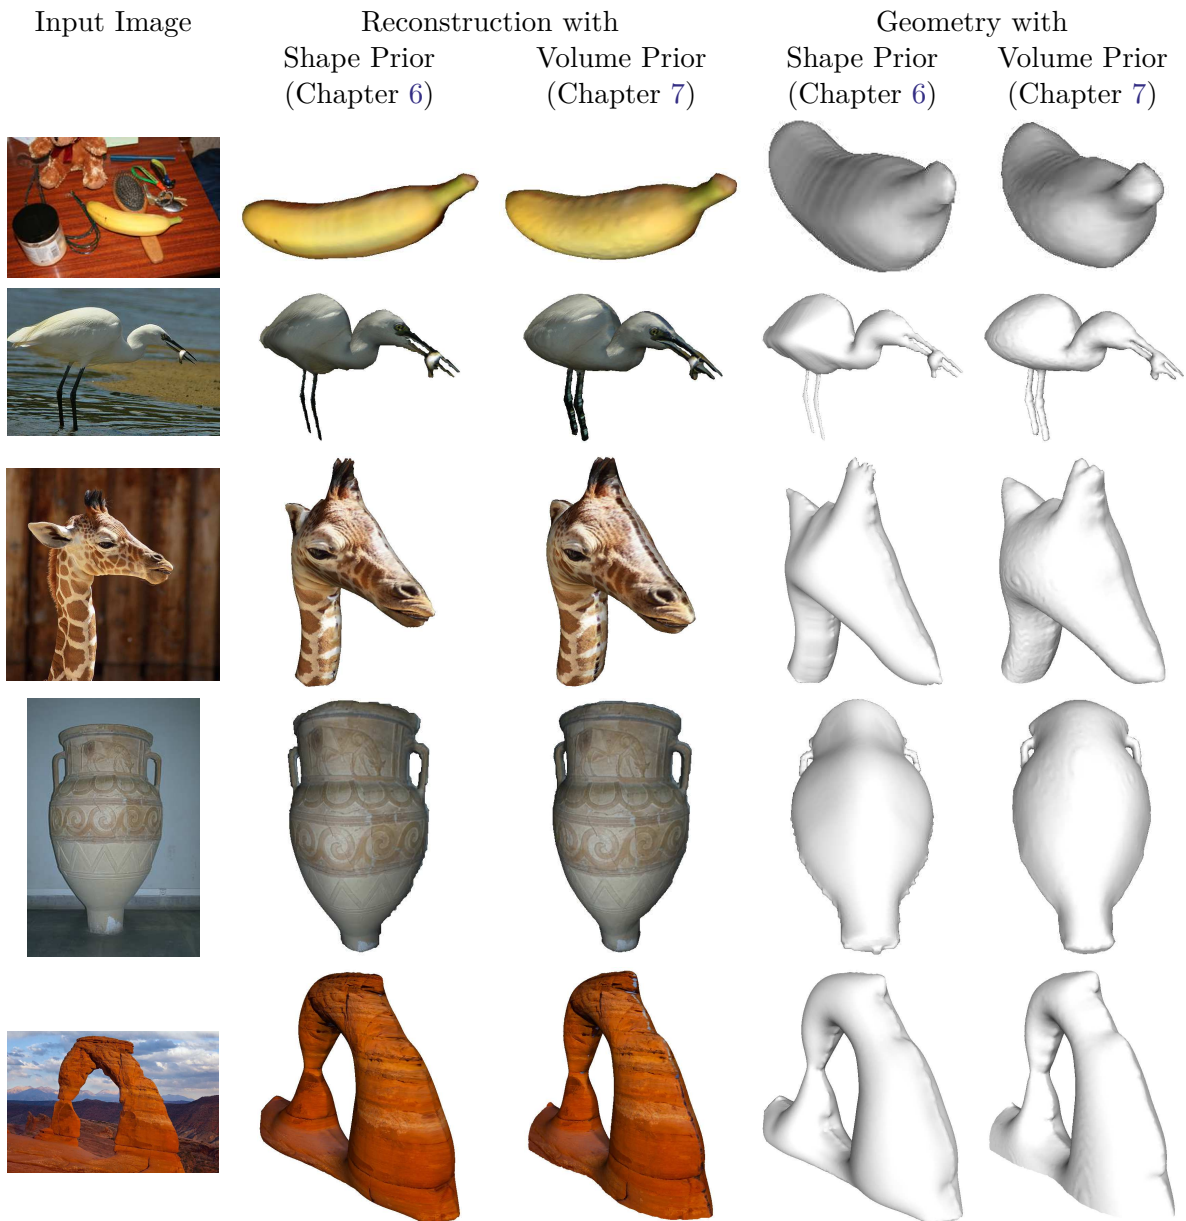 Input Image
Reconstruction with
Geometry with
Shape Prior
Volume Prior
Shape Prior
Volume Prior
(Chapter 6)
(Chapter 7)
(Chapter 6)
(Chapter 7)